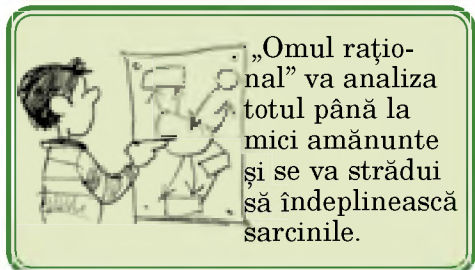 „Omul rațio-
nal” va analiza
totul până la
mici amănunte
și se va strădui
să îndeplinească
sarcinile.